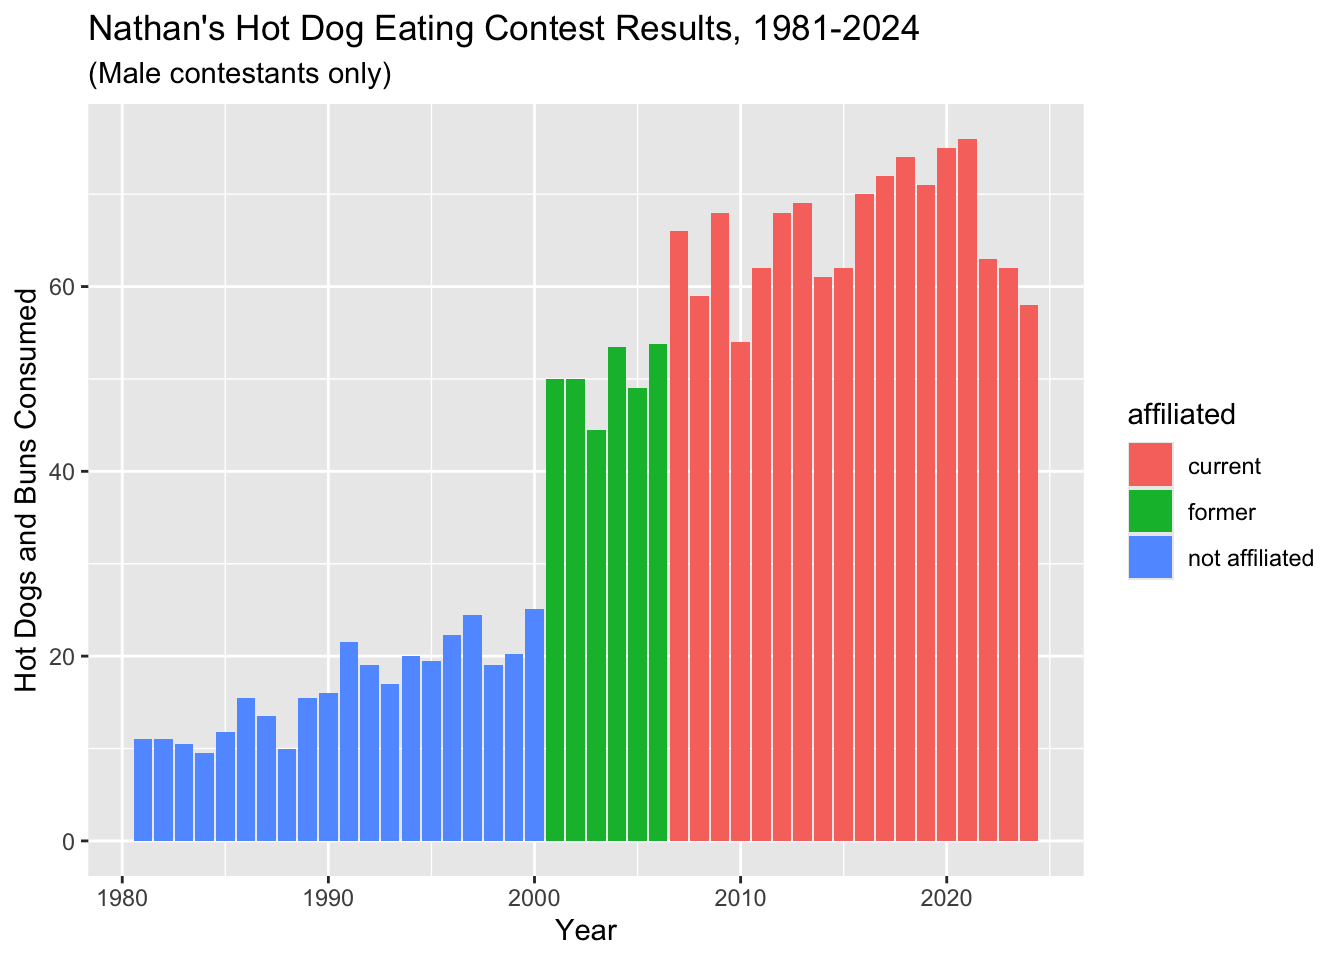 Nathan's Hot Dog Eating Contest Results, 1981-2024
(Male contestants only)
Hot Dogs and Buns Consumed
60
40
20
0
1980
1990
2000
2010
2020
Year
affiliated
current
former
not affiliated